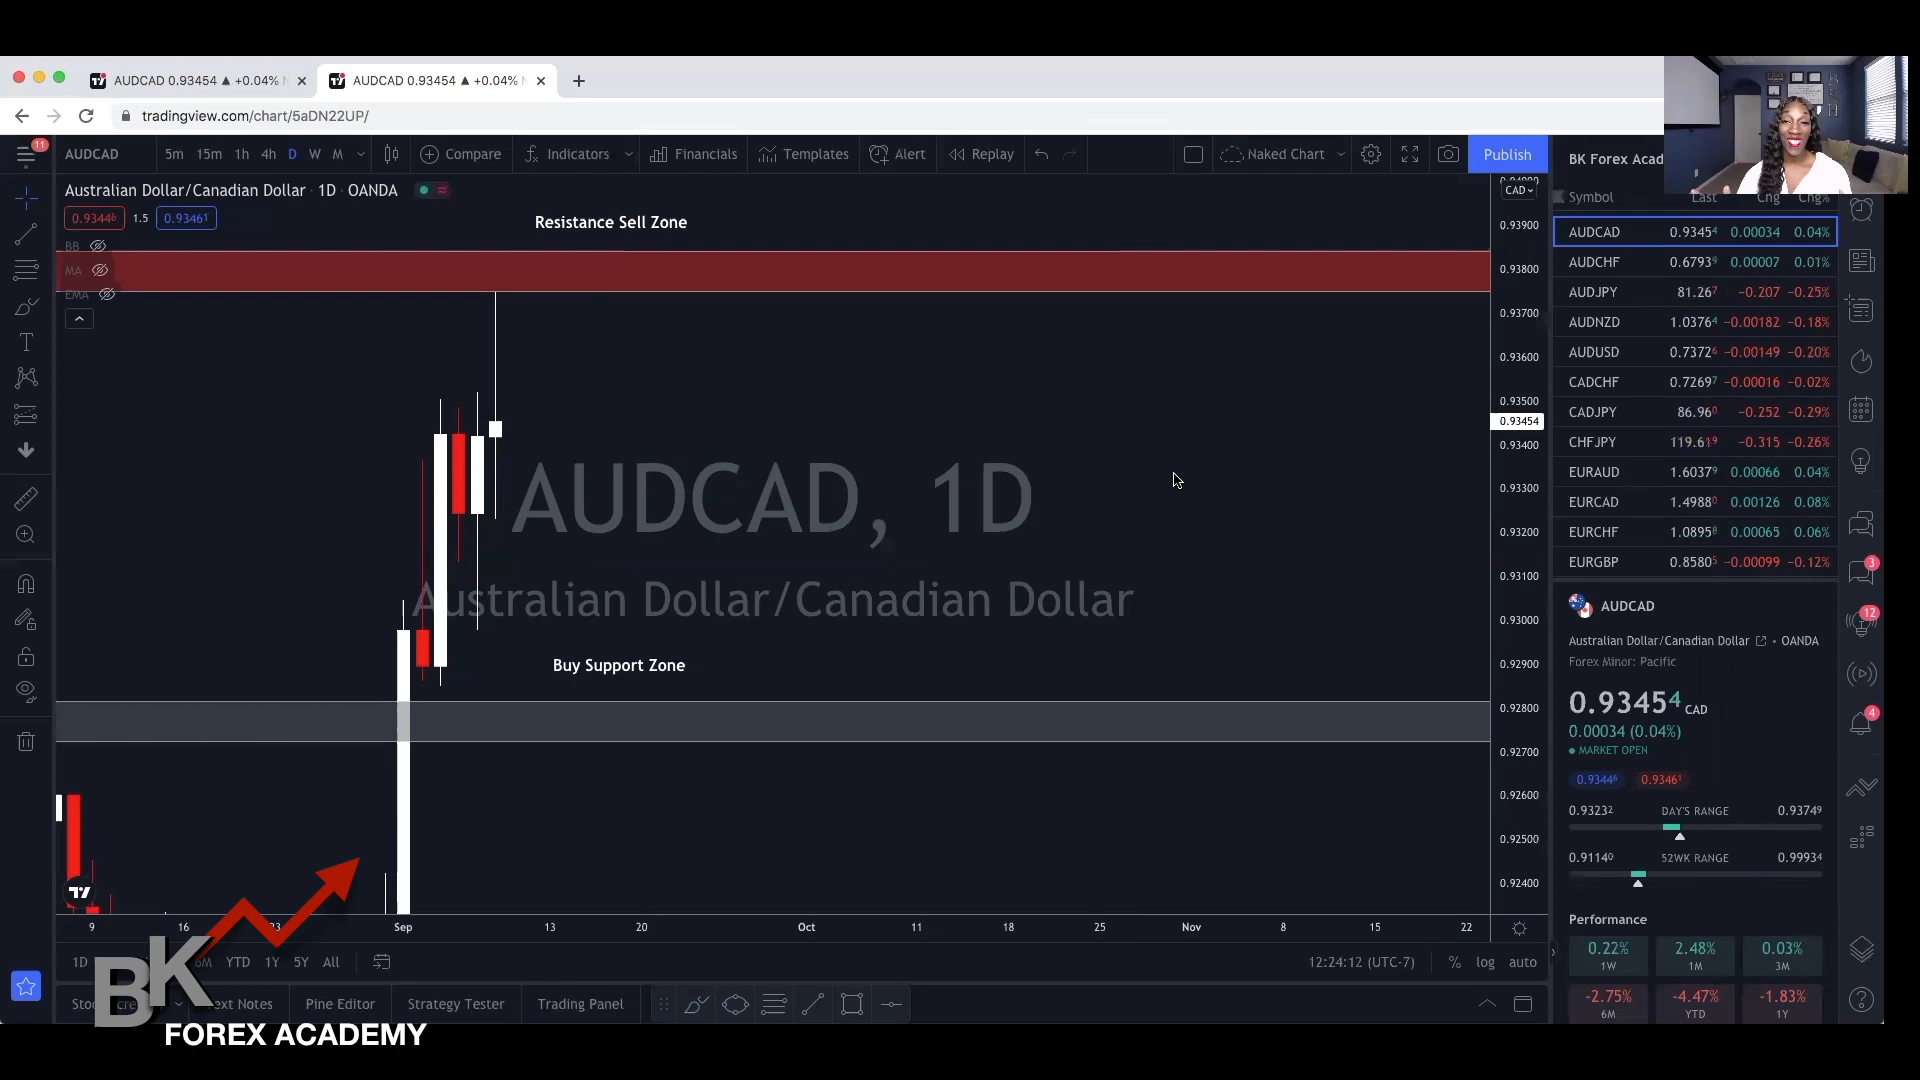 AUDCAD 0.93454 ▲ +0.04%
AUDCAD 0.93454 ▲ +0.04%
tradingview.com/chart/5aDN22UP/
11
AUDCAD 5m 15m 1h 4h D W M Compare Indicators Financials Templates Alert Replay Naked Chart Publish
BK Forex Acad
Australian Dollar/Canadian Dollar · 1D · OANDA
0.93446 1.5 0.93461
BB
MA
EMA
Resistance Sell Zone
AUDCAD, 1D
Australian Dollar/Canadian Dollar
Buy Support Zone
CAD
0.93900
0.93800
0.93700
0.93600
0.93500
0.93454
0.93400
0.93300
0.93200
0.93100
0.93000
0.92900
0.92800
0.92700
0.92600
0.92500
0.92400
9 16 23 Sep 13 20 Oct 11 18 25 Nov 8 15 22
1D 6M YTD 1Y 5Y All
12:24:12 (UTC-7) % log auto
Text Notes Pine Editor Strategy Tester Trading Panel
BK
FOREX ACADEMY
Symbol Last Chg Chg%
AUDCAD 0.93454 0.00034 0.04%
AUDCHF 0.67934 0.00007 0.01%
AUDJPY 81.267 −0.207 −0.25%
AUDNZD 1.03764 −0.00182 −0.18%
AUDUSD 0.73726 −0.00149 −0.20%
CADCHF 0.72697 −0.00016 −0.02%
CADJPY 86.960 −0.252 −0.29%
CHFJPY −0.315 −0.26%
EURAUD 1.60379 0.00066 0.04%
EURCAD 1.49880 0.00126 0.08%
EURCHF 1.08958 0.00065 0.06%
EURGBP 0.85805 −0.00099 −0.12%
AUDCAD
Australian Dollar/Canadian Dollar • OANDA
Forex Minor: Pacific
0.93454 CAD
0.00034 (0.04%)
MARKET OPEN
0.93446 0.93461
0.93232 DAY'S RANGE 0.93749
0.91140 52WK RANGE 0.99934
Performance
0.22% 2.48% 0.03%
1W 1M 3M
-2.75% -4.47% -1.83%
6M YTD 1Y
3
12
4